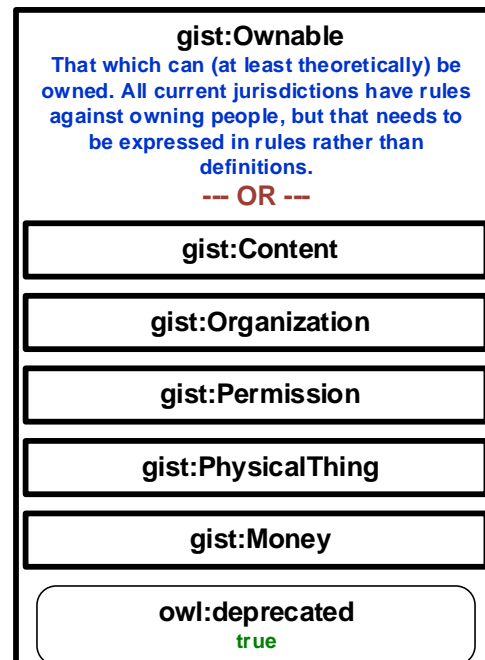 gist:Ownable
That which can (at least theoretically) be
owned. All current jurisdictions have rules
against owning people, but that needs to
be expressed in rules rather than
definitions.
--- OR ---
gist:Content
gist:Organization
gist:Permission
gist:PhysicalThing
gist:Money
owl:deprecated
true